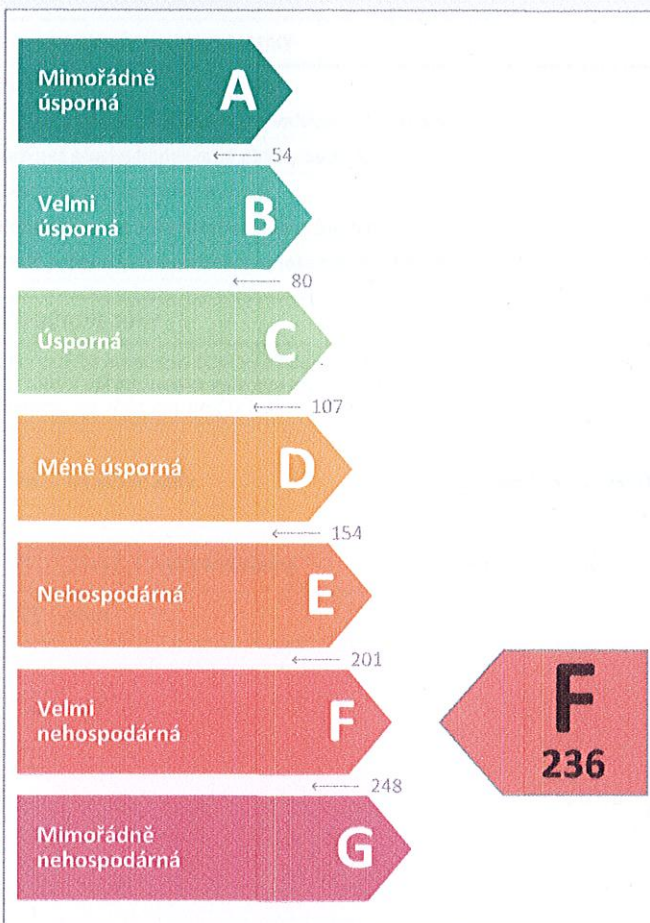 Mimořádně
úsporná
A
54
Velmi
úsporná
B
80
Úsporná
C
107
Méně úsporná
D
154
Nehospodárná
E
201
Velmi
nehospodárná
F
248
F
236
Mimořádně
nehospodárná
G